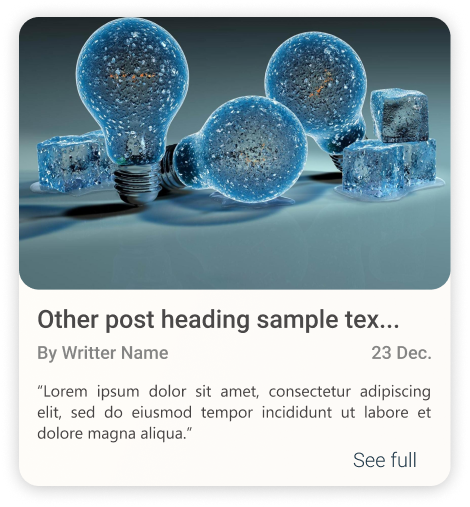 Other post heading sample tex...
By Writter Name 23 Dec.
“Lorem ipsum dolor sit amet, consectetur adipiscing
elit, sed do eiusmod tempor incididunt ut labore et
dolore magna aliqua.”
See full